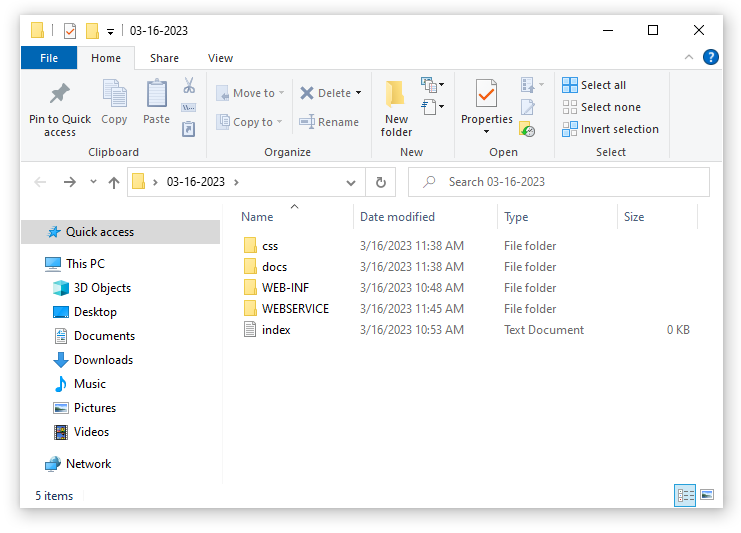 03-16-2023
File Home Share View
Pin to Quick access Copy Paste Move to Copy to Delete Rename New folder Properties Select all Select none Invert selection
Clipboard Organize New Open Select
03-16-2023 Search 03-16-2023
Name Date modified Type Size
Quick access
This PC
3D Objects
Desktop
Documents
Downloads
Music
Pictures
Videos
Network
css 3/16/2023 11:38 AM File folder
docs 3/16/2023 11:38 AM File folder
WEB-INF 3/16/2023 10:48 AM File folder
WEBSERVICE 3/16/2023 11:45 AM File folder
index 3/16/2023 10:53 AM Text Document 0 KB
5 items